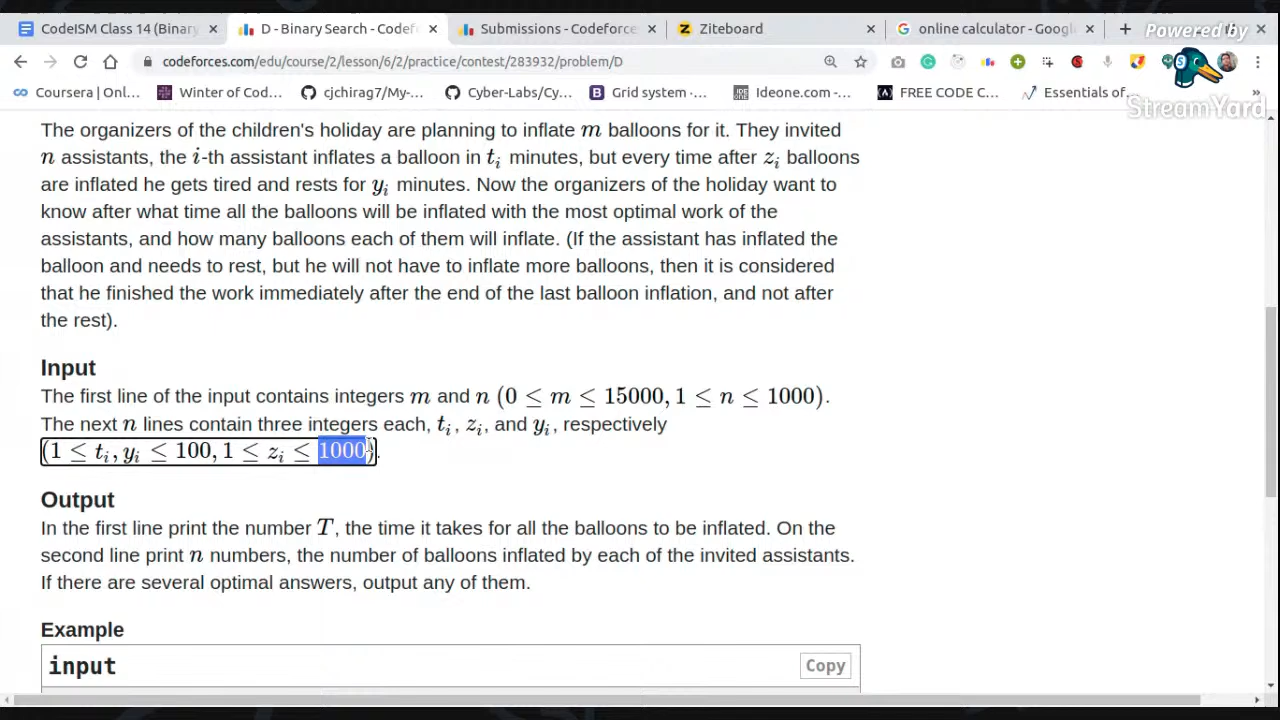 CodeISM Class 14 (Binary
D - Binary Search - Codefo
Submissions - Codeforce
Ziteboard
online calculator - Googl
Powered by
codeforces.com/edu/course/2/lesson/6/2/practice/contest/283932/problem/D
StreamYard
Coursera | Onl...
Winter of Cod...
cjchirag7/My-...
Cyber-Labs/Cy...
Grid system ·...
Ideone.com -...
FREE CODE C...
Essentials of...
The organizers of the children's holiday are planning to inflate m balloons for it. They invited
n assistants, the i-th assistant inflates a balloon in tᵢ minutes, but every time after zᵢ balloons
are inflated he gets tired and rests for yᵢ minutes. Now the organizers of the holiday want to
know after what time all the balloons will be inflated with the most optimal work of the
assistants, and how many balloons each of them will inflate. (If the assistant has inflated the
balloon and needs to rest, but he will not have to inflate more balloons, then it is considered
that he finished the work immediately after the end of the last balloon inflation, and not after
the rest).
Input
The first line of the input contains integers m and n (0 ≤ m ≤ 15000, 1 ≤ n ≤ 1000).
The next n lines contain three integers each, tᵢ, zᵢ, and yᵢ, respectively
(1 ≤ tᵢ, yᵢ ≤ 100, 1 ≤ zᵢ ≤ 1000).
Output
In the first line print the number T, the time it takes for all the balloons to be inflated. On the
second line print n numbers, the number of balloons inflated by each of the invited assistants.
If there are several optimal answers, output any of them.
Example
input
Copy